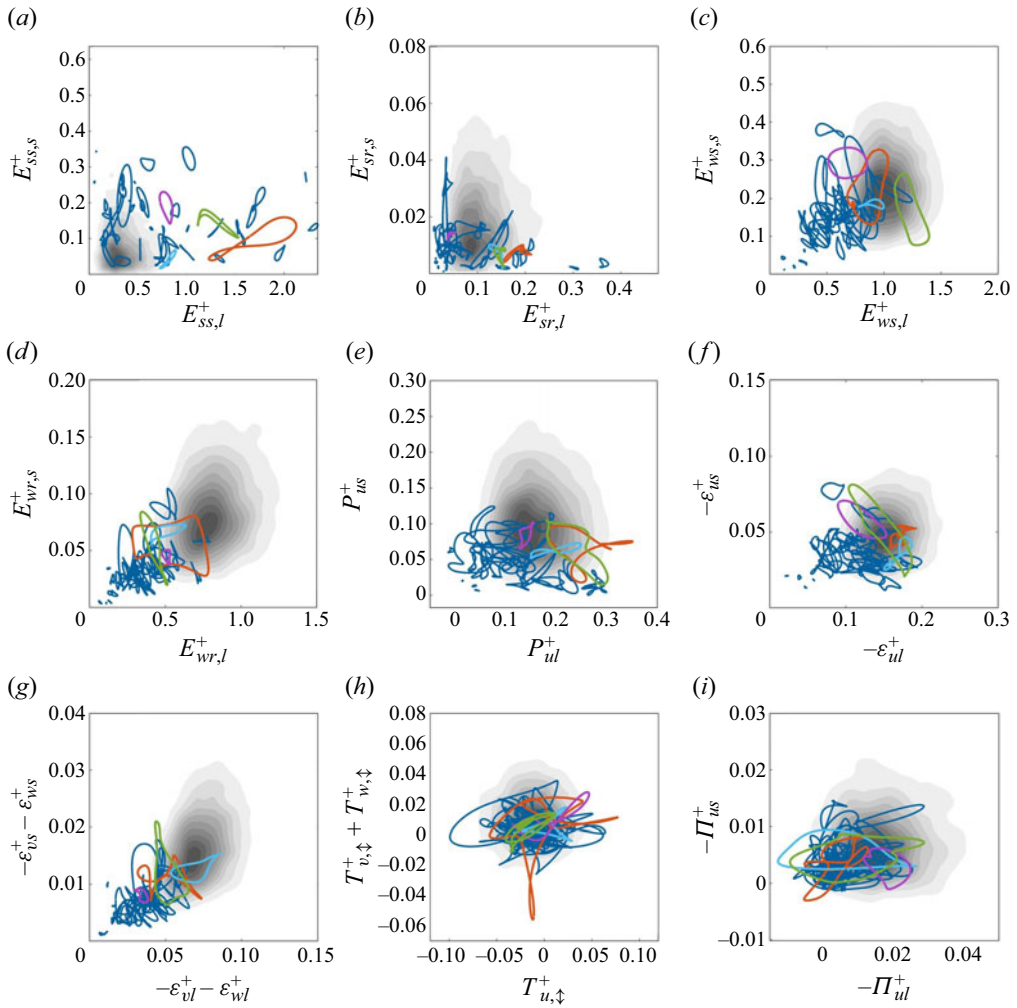 (a) (b) (c)
0.6 0.5 0.4 0.3 0.2 0.1
E⁺ss,s
0 0.5 1.0 1.5 2.0
E⁺ss,l
0.08 0.06 0.04 0.02
E⁺sr,s
0 0.1 0.2 0.3 0.4
E⁺sr,l
0.6 0.5 0.4 0.3 0.2 0.1
E⁺ws,s
0 0.5 1.0 1.5 2.0
E⁺ws,l
(d) (e) (f)
0.20 0.15 0.10 0.05
E⁺wr,s
0 0.5 1.0 1.5
E⁺wr,l
0.30 0.25 0.20 0.15 0.10 0.05 0
P⁺us
0 0.1 0.2 0.3 0.4
P⁺ul
0.15 0.10 0.05
−ε⁺us
0 0.1 0.2 0.3
−ε⁺ul
(g) (h) (i)
0.04 0.03 0.02 0.01
−ε⁺vs − ε⁺ws
0 0.05 0.10 0.15
−ε⁺vl − ε⁺wl
0.08 0.06 0.04 0.02 0 −0.02 −0.04 −0.06
T⁺v,↕ + T⁺w,↕
−0.10 −0.05 0 0.05 0.10
T⁺u,↕
0.03 0.02 0.01 0 −0.01
−Π⁺us
0 0.02 0.04
−Π⁺ul